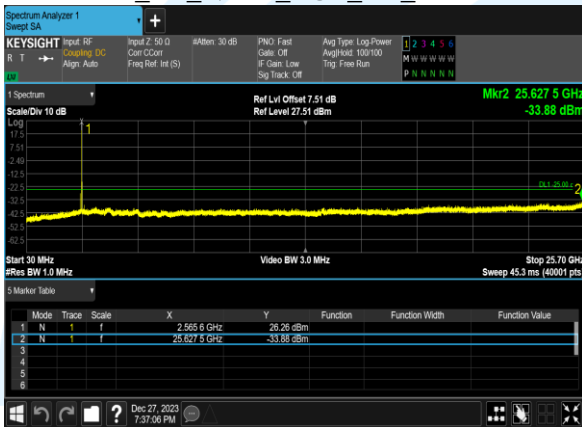 Spectrum Analyzer 1
Swept SA
+
KEYSIGHT Input: RF Input Z: 50 Ω #Atten: 30 dB PNO: Fast Avg Type: Log-Power 1 2 3 4 5 6
R T Coupling: DC Corr CCorr Gate: Off Avg|Hold: 100/100 M W W W W W
Align: Auto Freq Ref: Int (S) IF Gain: Low Trig: Free Run P N N N N N
LV Sig Track: Off
1 Spectrum Ref Lvl Offset 7.51 dB Mkr2 25.627 5 GHz
Scale/Div 10 dB Ref Level 27.51 dBm -33.88 dBm
Log
1
17.5
7.51
-2.49
-12.5
DL1 -25.00
-22.5
2
-32.5
-42.5
-52.5
-62.5
Start 30 MHz Video BW 3.0 MHz Stop 25.70 GHz
#Res BW 1.0 MHz Sweep 45.3 ms (40001 pts
5 Marker Table
Mode Trace Scale X Y Function Function Width Function Value
1 N 1 f 2.565 6 GHz 26.26 dBm
2 N 1 f 25.627 5 GHz -33.88 dBm
3
4
5
6
? Dec 27, 2023
7:37:06 PM